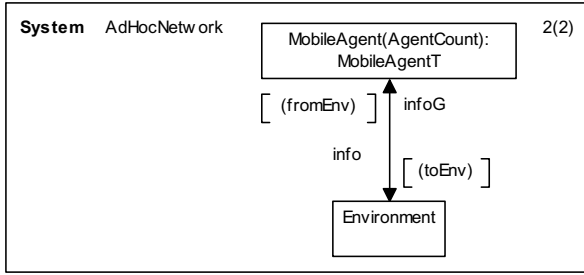 System AdHocNetwork 2(2)
MobileAgent(AgentCount):
MobileAgentT
[ (fromEnv) ] infoG
info
[ (toEnv) ]
Environment